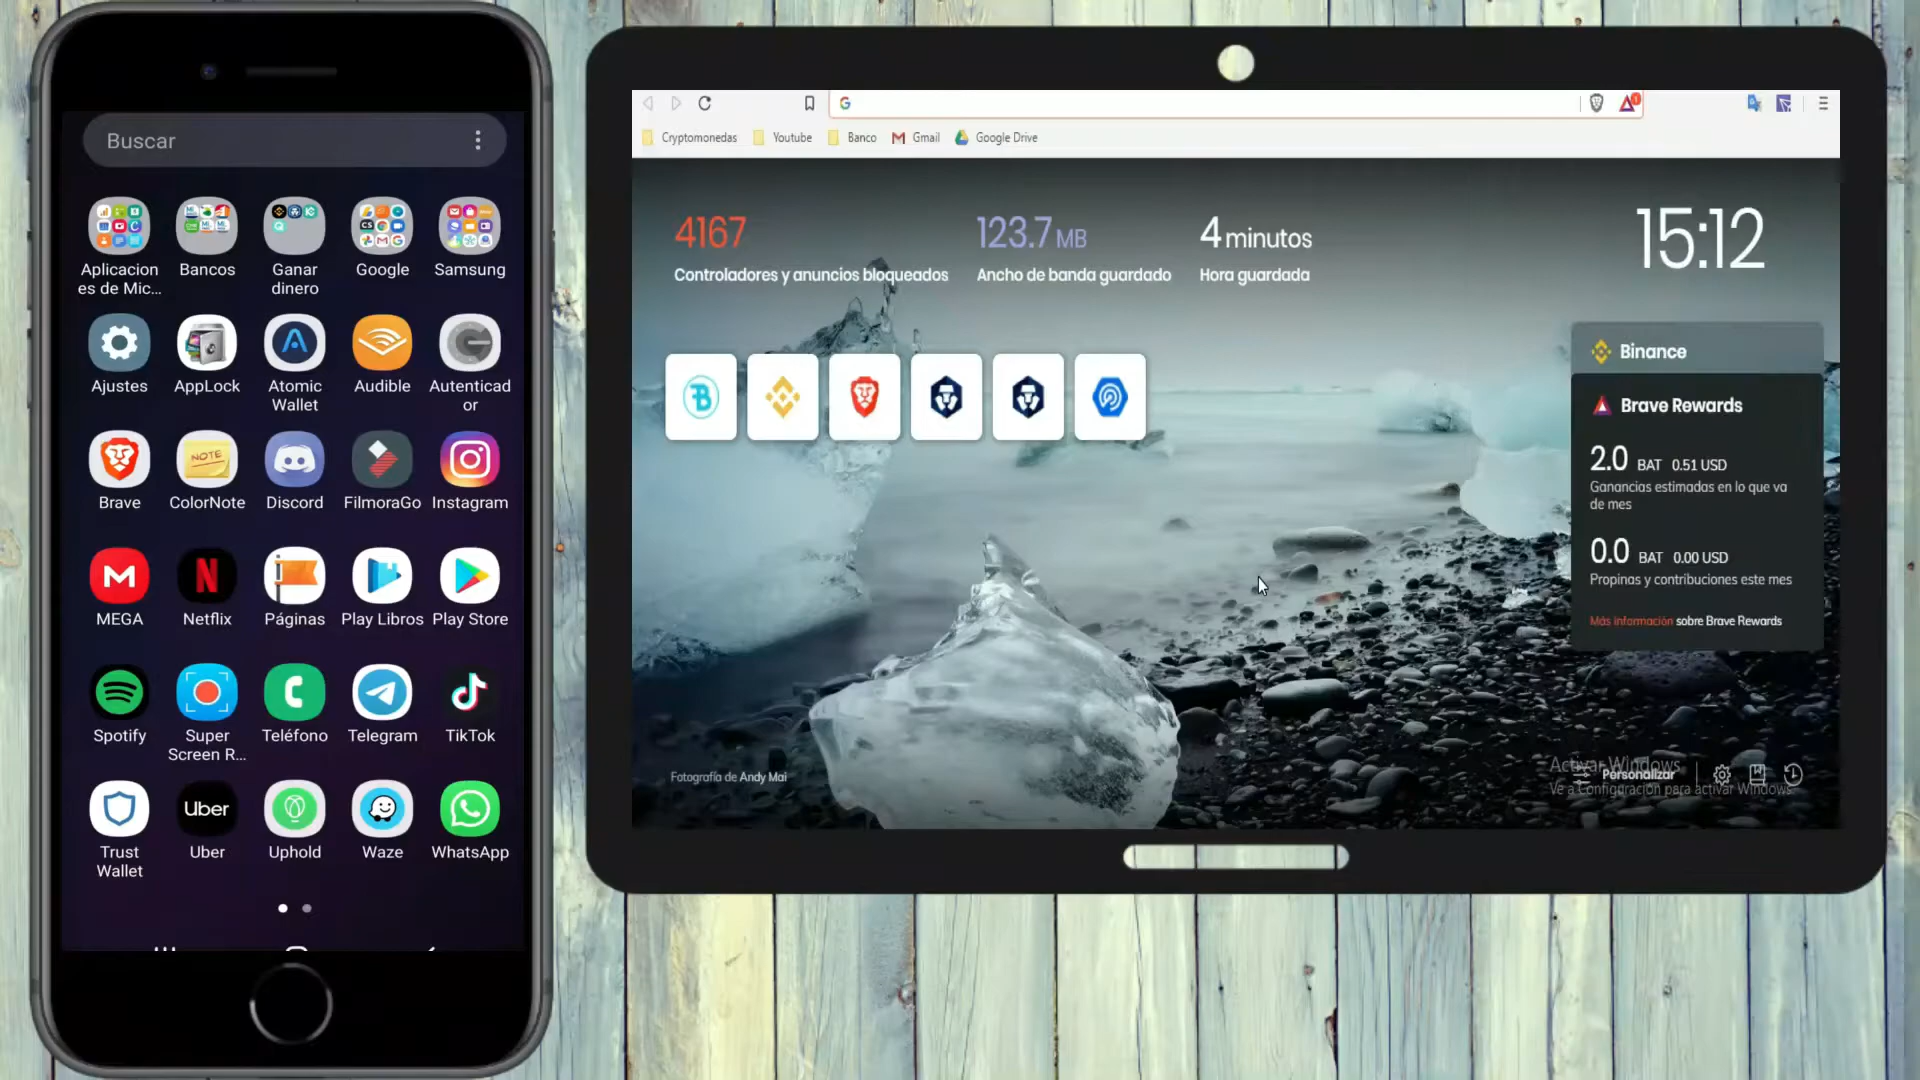 Buscar
Aplicacion
es de Mic...
Bancos
Ganar
dinero
Google
Samsung
Ajustes
AppLock
Atomic
Wallet
Audible
Autenticad
or
Brave
NOTE
ColorNote
Discord
FilmoraGo
Instagram
MEGA
Netflix
Páginas
Play Libros
Play Store
Spotify
Super
Screen R...
Teléfono
Telegram
TikTok
Trust
Wallet
Uber
Uber
Uphold
Waze
WhatsApp
Cryptomonedas
Youtube
Banco
Gmail
Google Drive
4167
Controladores y anuncios bloqueados
123.7 MB
Ancho de banda guardado
4 minutos
Hora guardada
15:12
Binance
Brave Rewards
2.0 BAT 0.51 USD
Ganancias estimadas en lo que va
de mes
0.0 BAT 0.00 USD
Propinas y contribuciones este mes
Más información sobre Brave Rewards
Fotografía de Andy Mai
Activar Windows
Personalizar
Ve a Configuración para activar Windows.